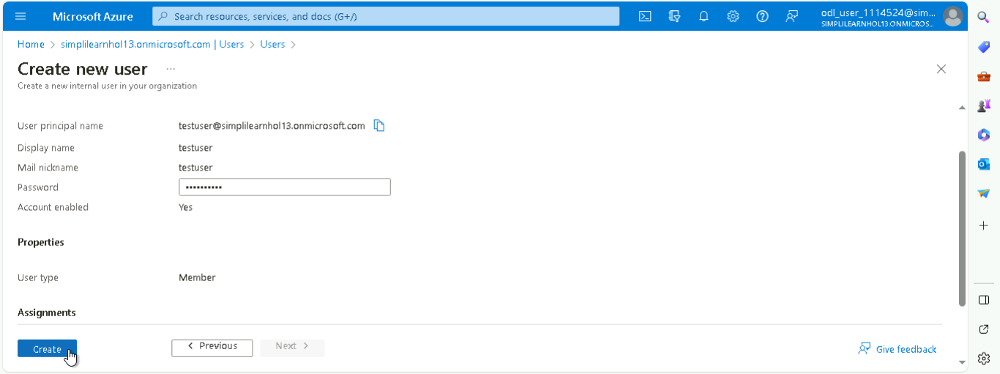 Microsoft Azure
Search resources, services, and docs (G+/)
odl_user_1114524@sim...
SIMPLILEARNHOL13.ONMICROS...
Home > simplilearnhol13.onmicrosoft.com | Users > Users >
Create new user ...
Create a new internal user in your organization
User principal name testuser@simplilearnhol13.onmicrosoft.com
Display name testuser
Mail nickname testuser
Password ••••••••••
Account enabled Yes
Properties
User type Member
Assignments
Create < Previous Next > Give feedback